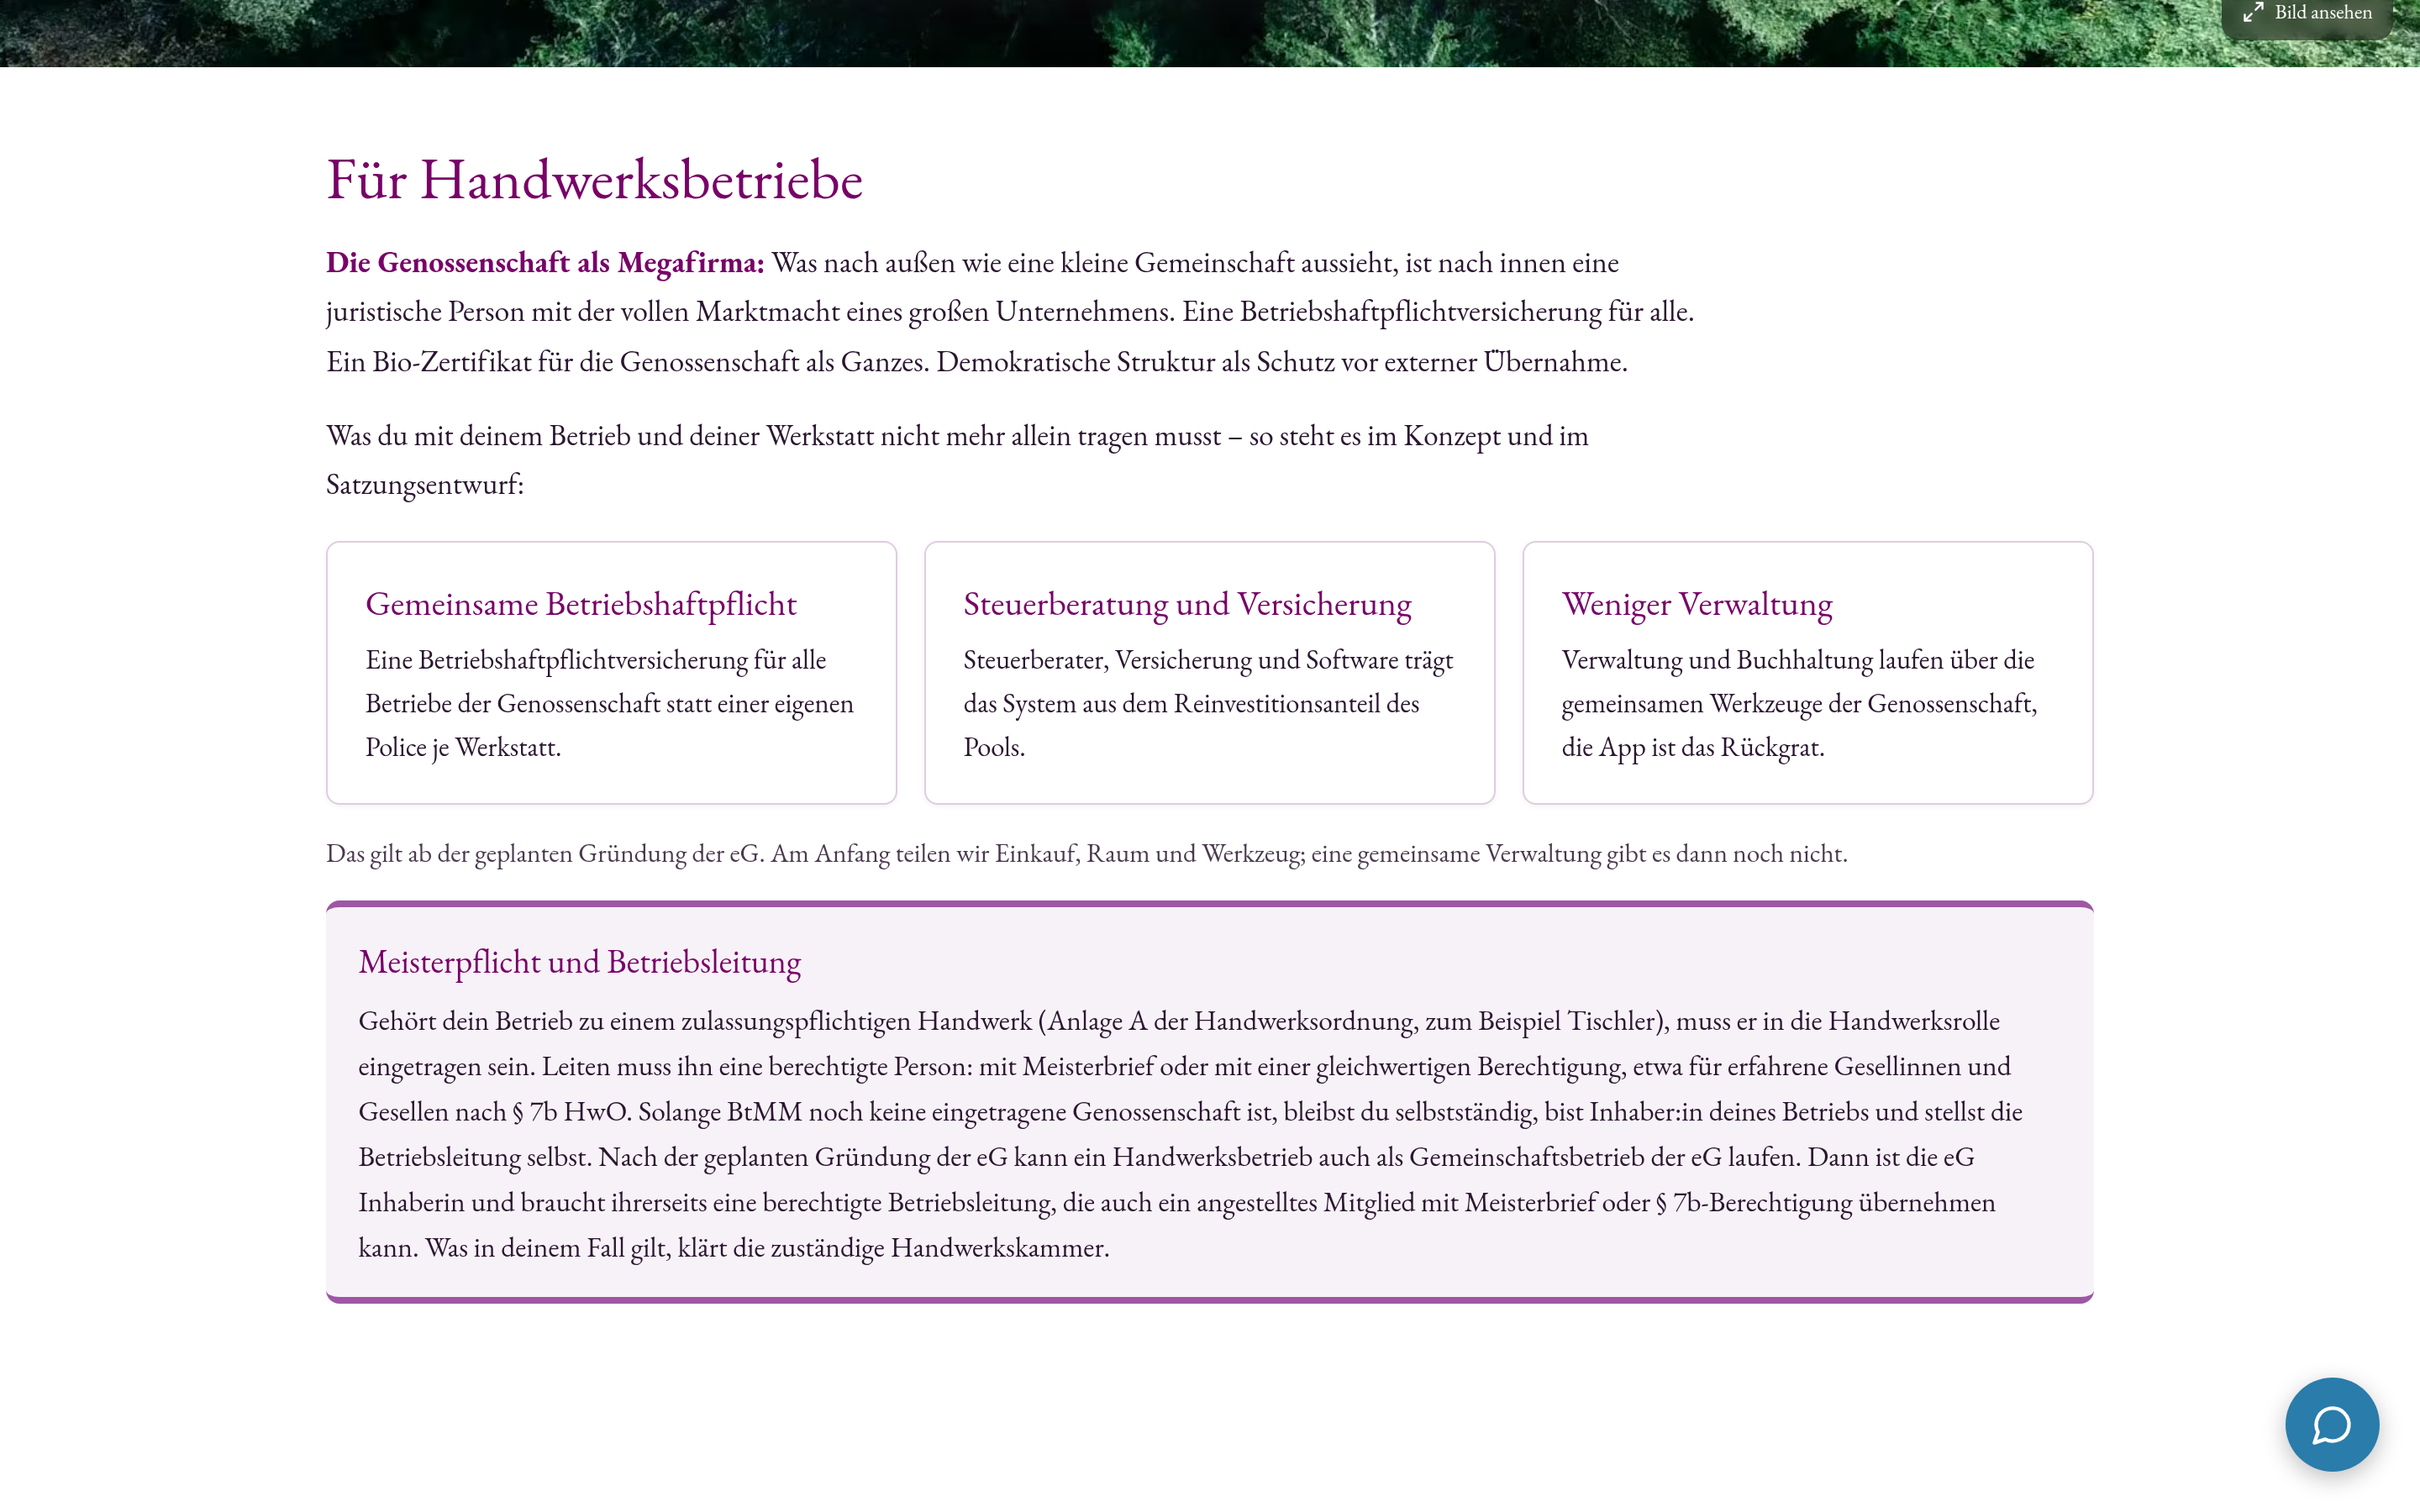 Bild ansehen
Für Handwerksbetriebe
Die Genossenschaft als Megafirma: Was nach außen wie eine kleine Gemeinschaft aussieht, ist nach innen eine
juristische Person mit der vollen Marktmacht eines großen Unternehmens. Eine Betriebshaftpflichtversicherung für alle.
Ein Bio-Zertifikat für die Genossenschaft als Ganzes. Demokratische Struktur als Schutz vor externer Übernahme.
Was du mit deinem Betrieb und deiner Werkstatt nicht mehr allein tragen musst – so steht es im Konzept und im
Satzungsentwurf:
Gemeinsame Betriebshaftpflicht
Eine Betriebshaftpflichtversicherung für alle
Betriebe der Genossenschaft statt einer eigenen
Police je Werkstatt.
Steuerberatung und Versicherung
Steuerberater, Versicherung und Software trägt
das System aus dem Reinvestitionsanteil des
Pools.
Weniger Verwaltung
Verwaltung und Buchhaltung laufen über die
gemeinsamen Werkzeuge der Genossenschaft,
die App ist das Rückgrat.
Das gilt ab der geplanten Gründung der eG. Am Anfang teilen wir Einkauf, Raum und Werkzeug; eine gemeinsame Verwaltung gibt es dann noch nicht.
Meisterpflicht und Betriebsleitung
Gehört dein Betrieb zu einem zulassungspflichtigen Handwerk (Anlage A der Handwerksordnung, zum Beispiel Tischler), muss er in die Handwerksrolle
eingetragen sein. Leiten muss ihn eine berechtigte Person: mit Meisterbrief oder mit einer gleichwertigen Berechtigung, etwa für erfahrene Gesellinnen und
Gesellen nach § 7b HwO. Solange BtMM noch keine eingetragene Genossenschaft ist, bleibst du selbstständig, bist Inhaber:in deines Betriebs und stellst die
Betriebsleitung selbst. Nach der geplanten Gründung der eG kann ein Handwerksbetrieb auch als Gemeinschaftsbetrieb der eG laufen. Dann ist die eG
Inhaberin und braucht ihrerseits eine berechtigte Betriebsleitung, die auch ein angestelltes Mitglied mit Meisterbrief oder § 7b-Berechtigung übernehmen
kann. Was in deinem Fall gilt, klärt die zuständige Handwerkskammer.